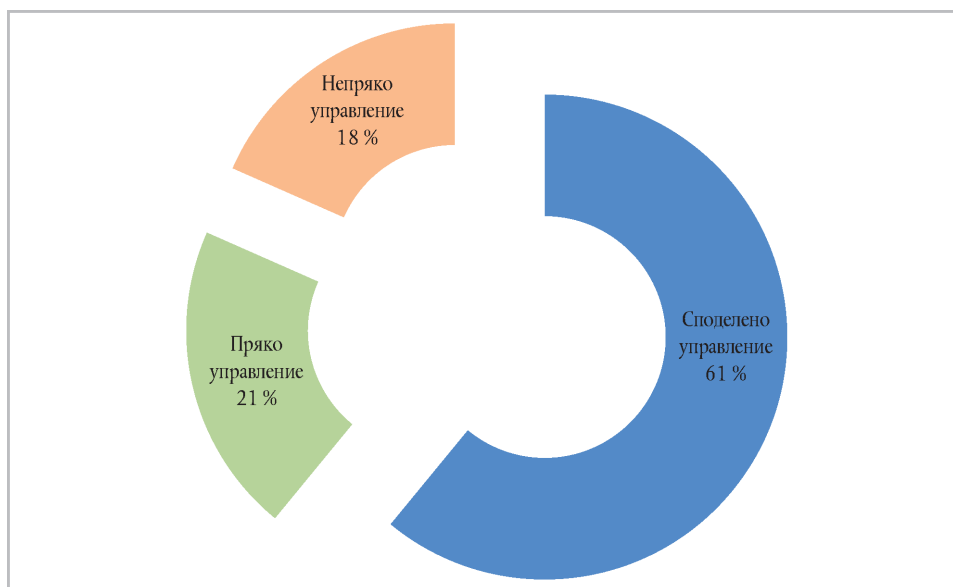 Непряко
управление
18 %
Споделено
управление
61 %
Пряко
управление
21 %